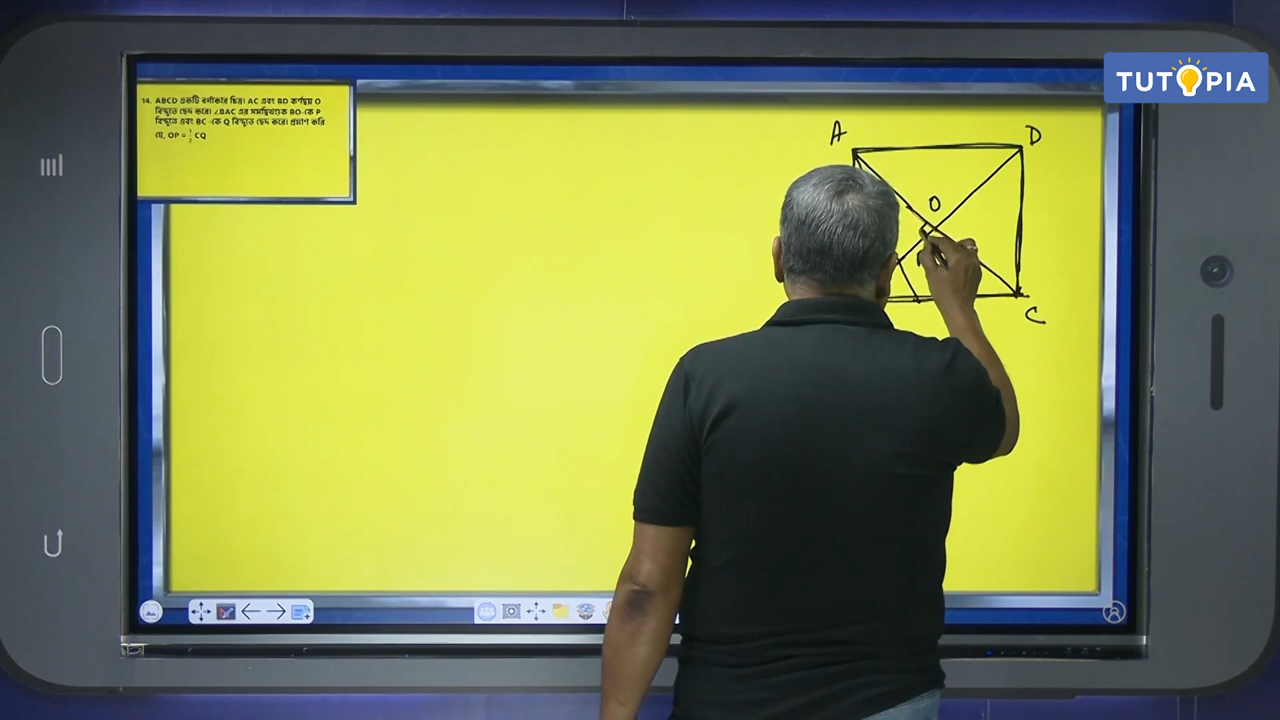 TUTOPIA
14. ABCD একটি বর্গাকার চিত্র। AC এবং BD কর্ণদ্বয় O
বিন্দুতে ছেদ করে। ∠BAC এর সমদ্বিখণ্ডক BO-কে P
বিন্দুতে এবং BC -কে Q বিন্দুতে ছেদ করে। প্রমাণ করি
যে, OP = 1/2 CQ
A D
O
C